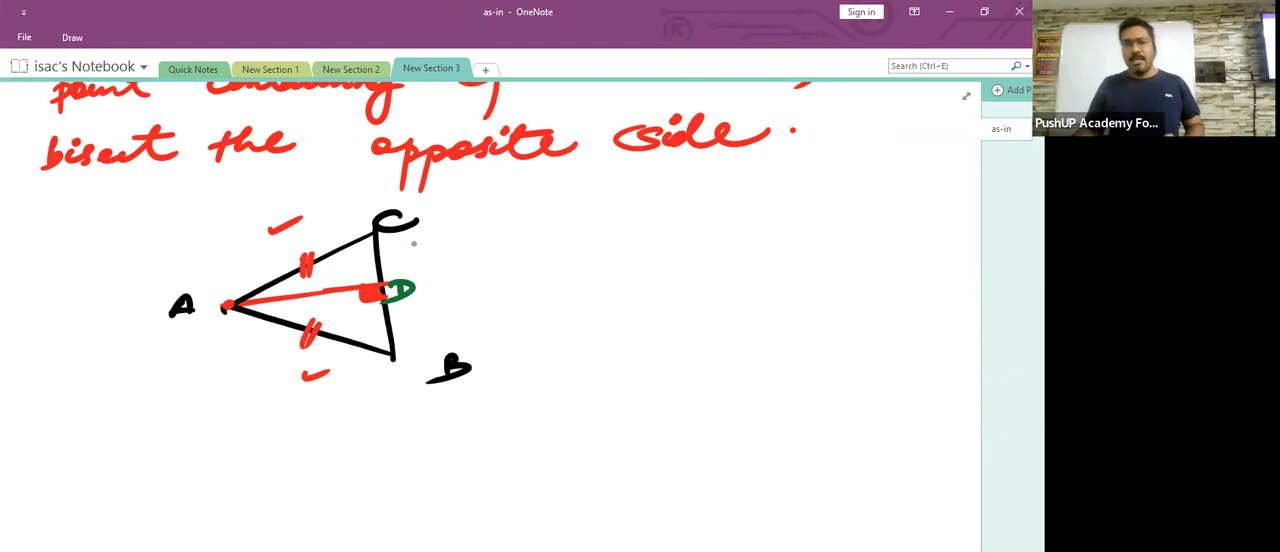 as-in - OneNote
Sign in
File
Draw
isac's Notebook
Quick Notes
New Section 1
New Section 2
New Section 3
Search (Ctrl+E)
Add P
as-in
PushUP Academy Fo...
point
bisect the opposite side.
C
A
D
B